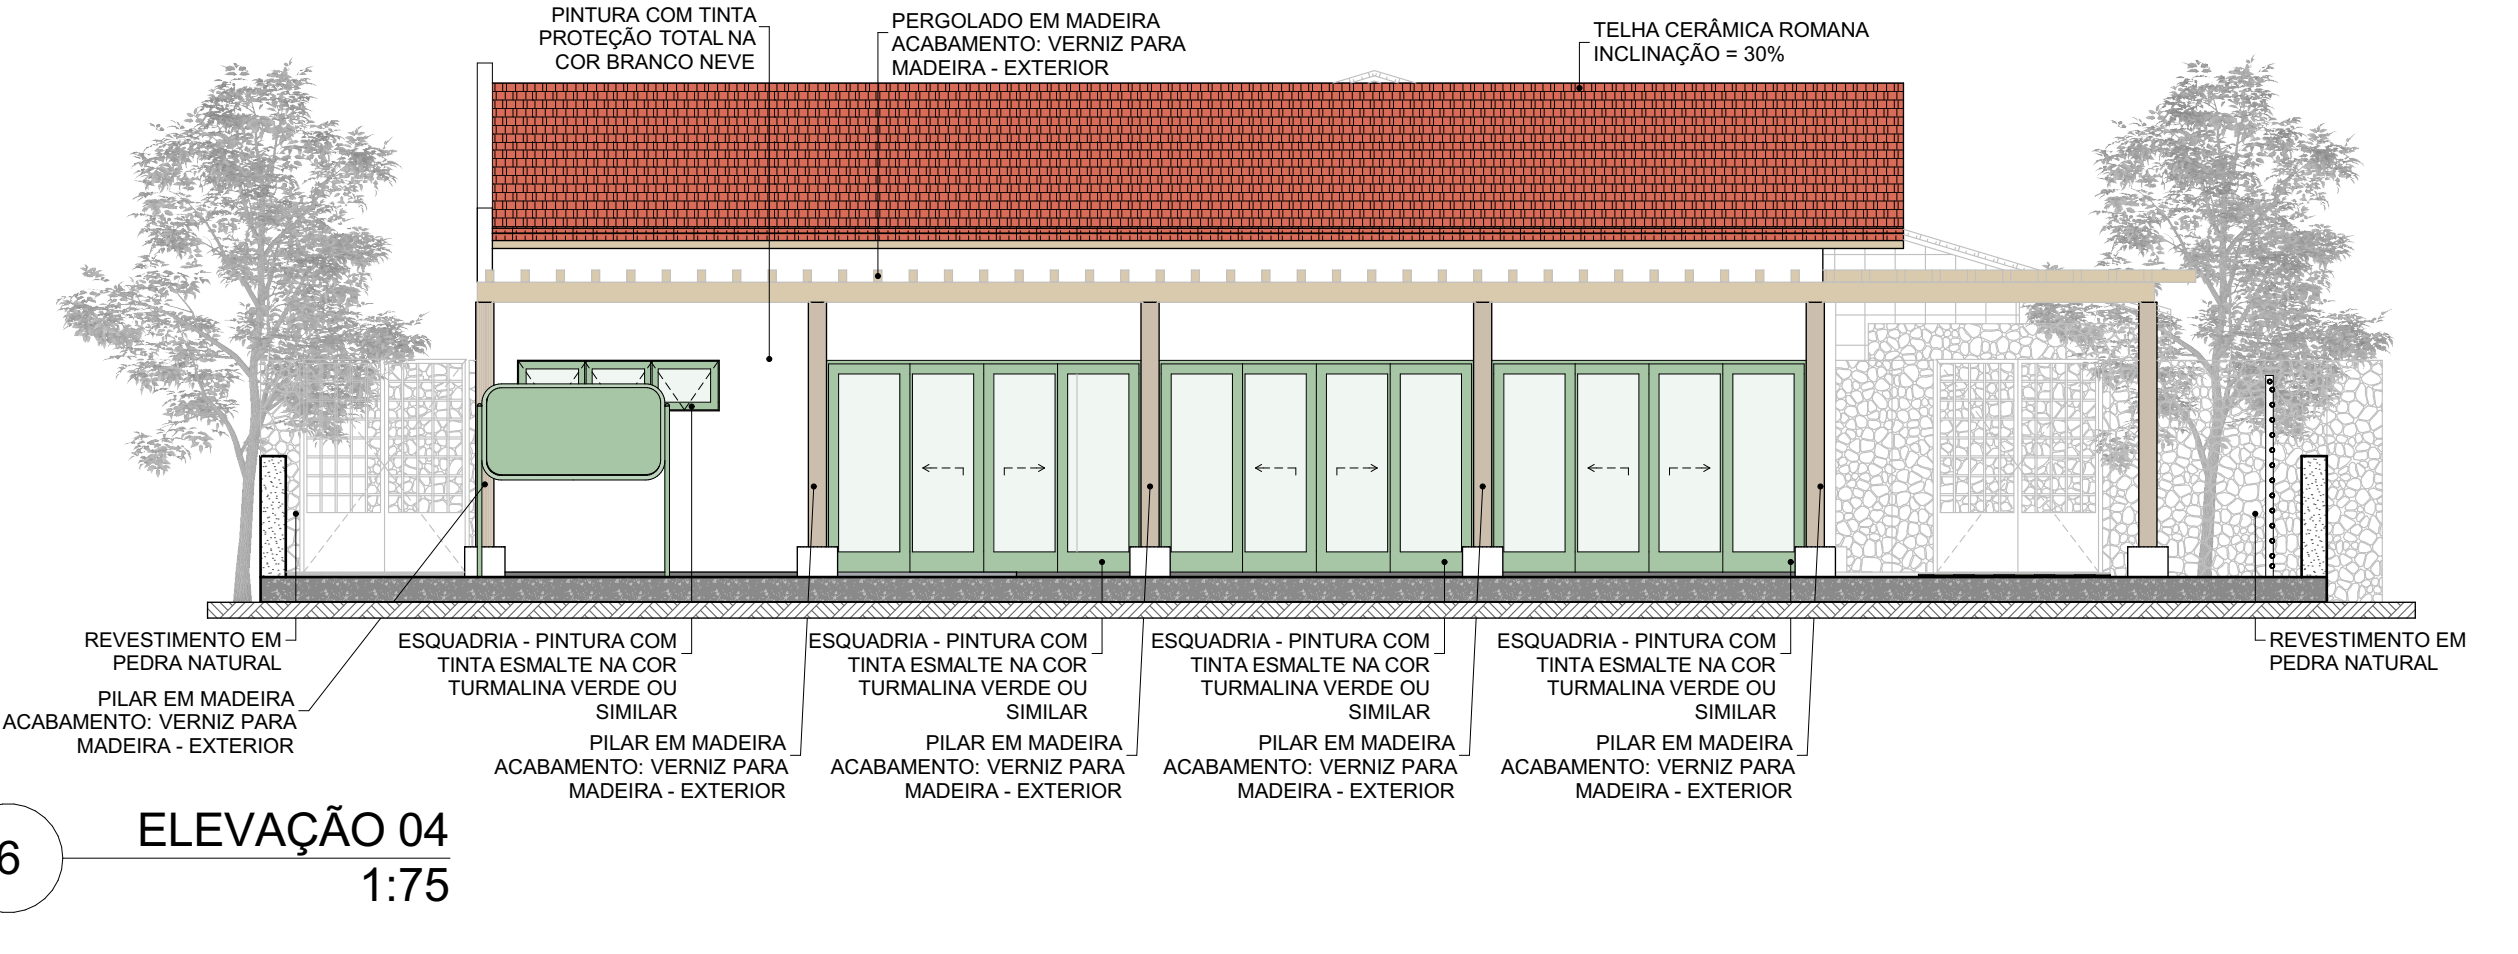 PINTURA COM TINTA
PROTEÇÃO TOTAL NA
COR BRANCO NEVE
PERGOLADO EM MADEIRA
ACABAMENTO: VERNIZ PARA
MADEIRA - EXTERIOR
TELHA CERÂMICA ROMANA
INCLINAÇÃO = 30%
REVESTIMENTO EM
PEDRA NATURAL
PILAR EM MADEIRA
ACABAMENTO: VERNIZ PARA
MADEIRA - EXTERIOR
ESQUADRIA - PINTURA COM
TINTA ESMALTE NA COR
TURMALINA VERDE OU
SIMILAR
PILAR EM MADEIRA
ACABAMENTO: VERNIZ PARA
MADEIRA - EXTERIOR
ESQUADRIA - PINTURA COM
TINTA ESMALTE NA COR
TURMALINA VERDE OU
SIMILAR
PILAR EM MADEIRA
ACABAMENTO: VERNIZ PARA
MADEIRA - EXTERIOR
ESQUADRIA - PINTURA COM
TINTA ESMALTE NA COR
TURMALINA VERDE OU
SIMILAR
PILAR EM MADEIRA
ACABAMENTO: VERNIZ PARA
MADEIRA - EXTERIOR
ESQUADRIA - PINTURA COM
TINTA ESMALTE NA COR
TURMALINA VERDE OU
SIMILAR
PILAR EM MADEIRA
ACABAMENTO: VERNIZ PARA
MADEIRA - EXTERIOR
REVESTIMENTO EM
PEDRA NATURAL
6
ELEVAÇÃO 04
1:75